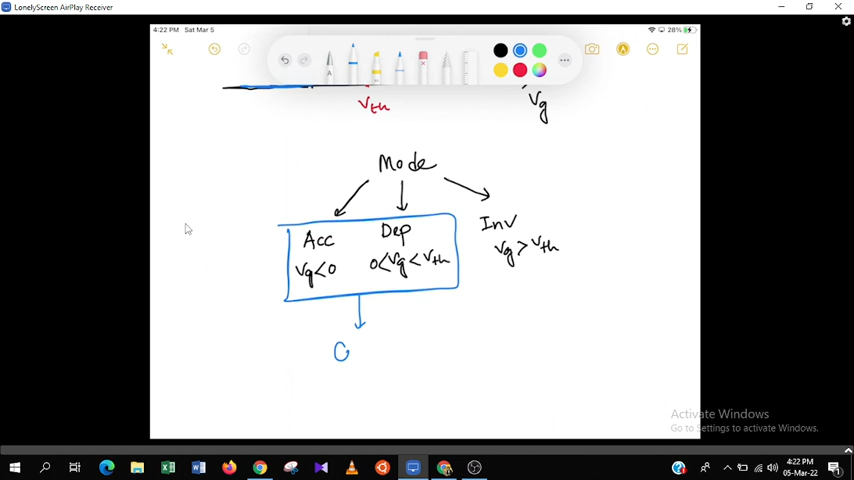 LonelyScreen AirPlay Receiver
4:22 PM Sat Mar 5
28%
A
Vth
Vg
Mode
Acc Dep Inv
Vg<0 0<Vg<Vth Vg>Vth
Activate Windows
Go to Settings to activate Windows.
4:22 PM
05-Mar-22